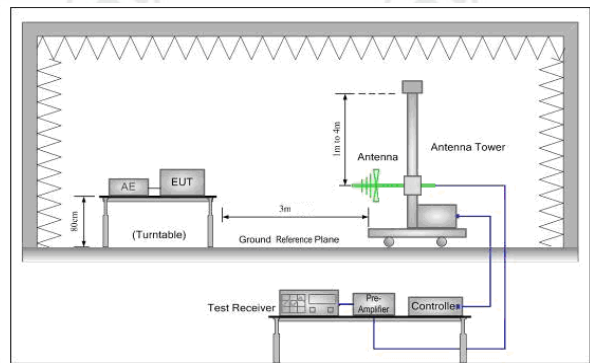 1m to 4m
Antenna
Antenna Tower
AE
EUT
80cm
3m
(Turntable)
Ground Reference Plane
Test Receiver
Pre-
Amplifier
Controller